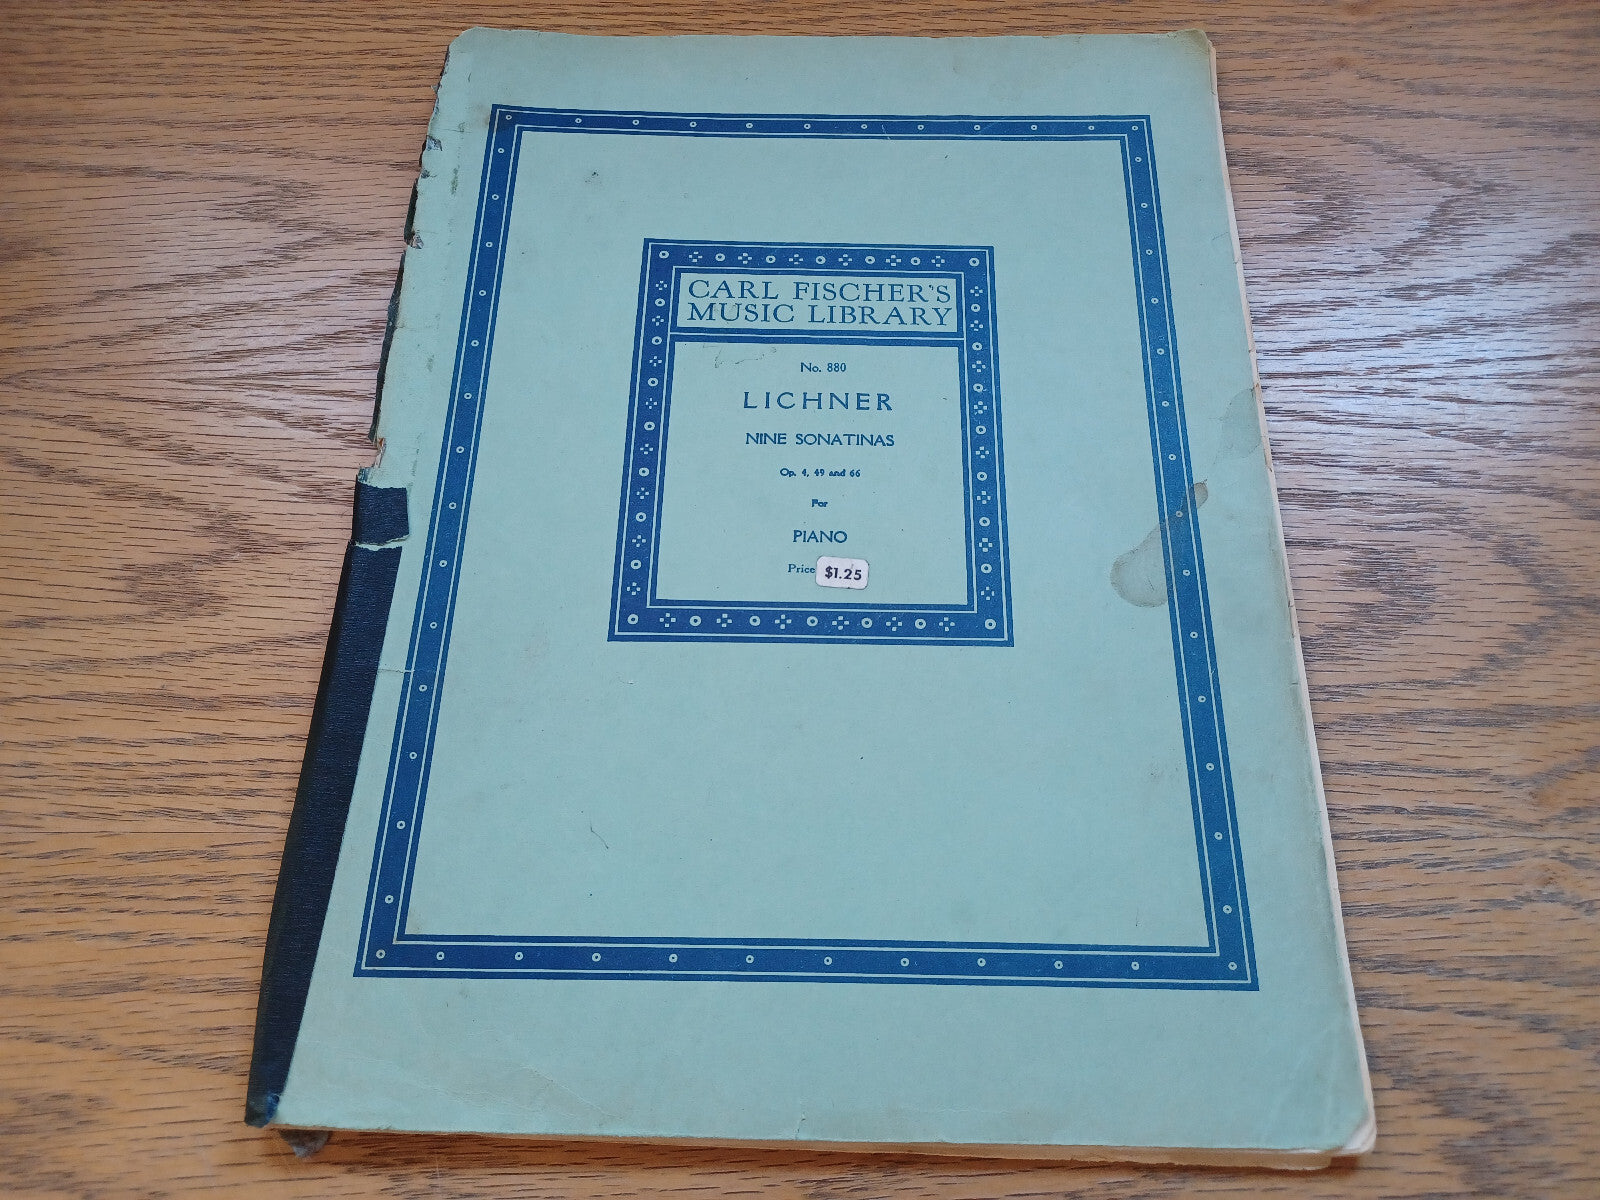 CARL FISCHER'S
MUSIC LIBRARY
No. 880
LICHNER
NINE SONATINAS
Op. 4, 49 and 66
For
PIANO
Price $1.25